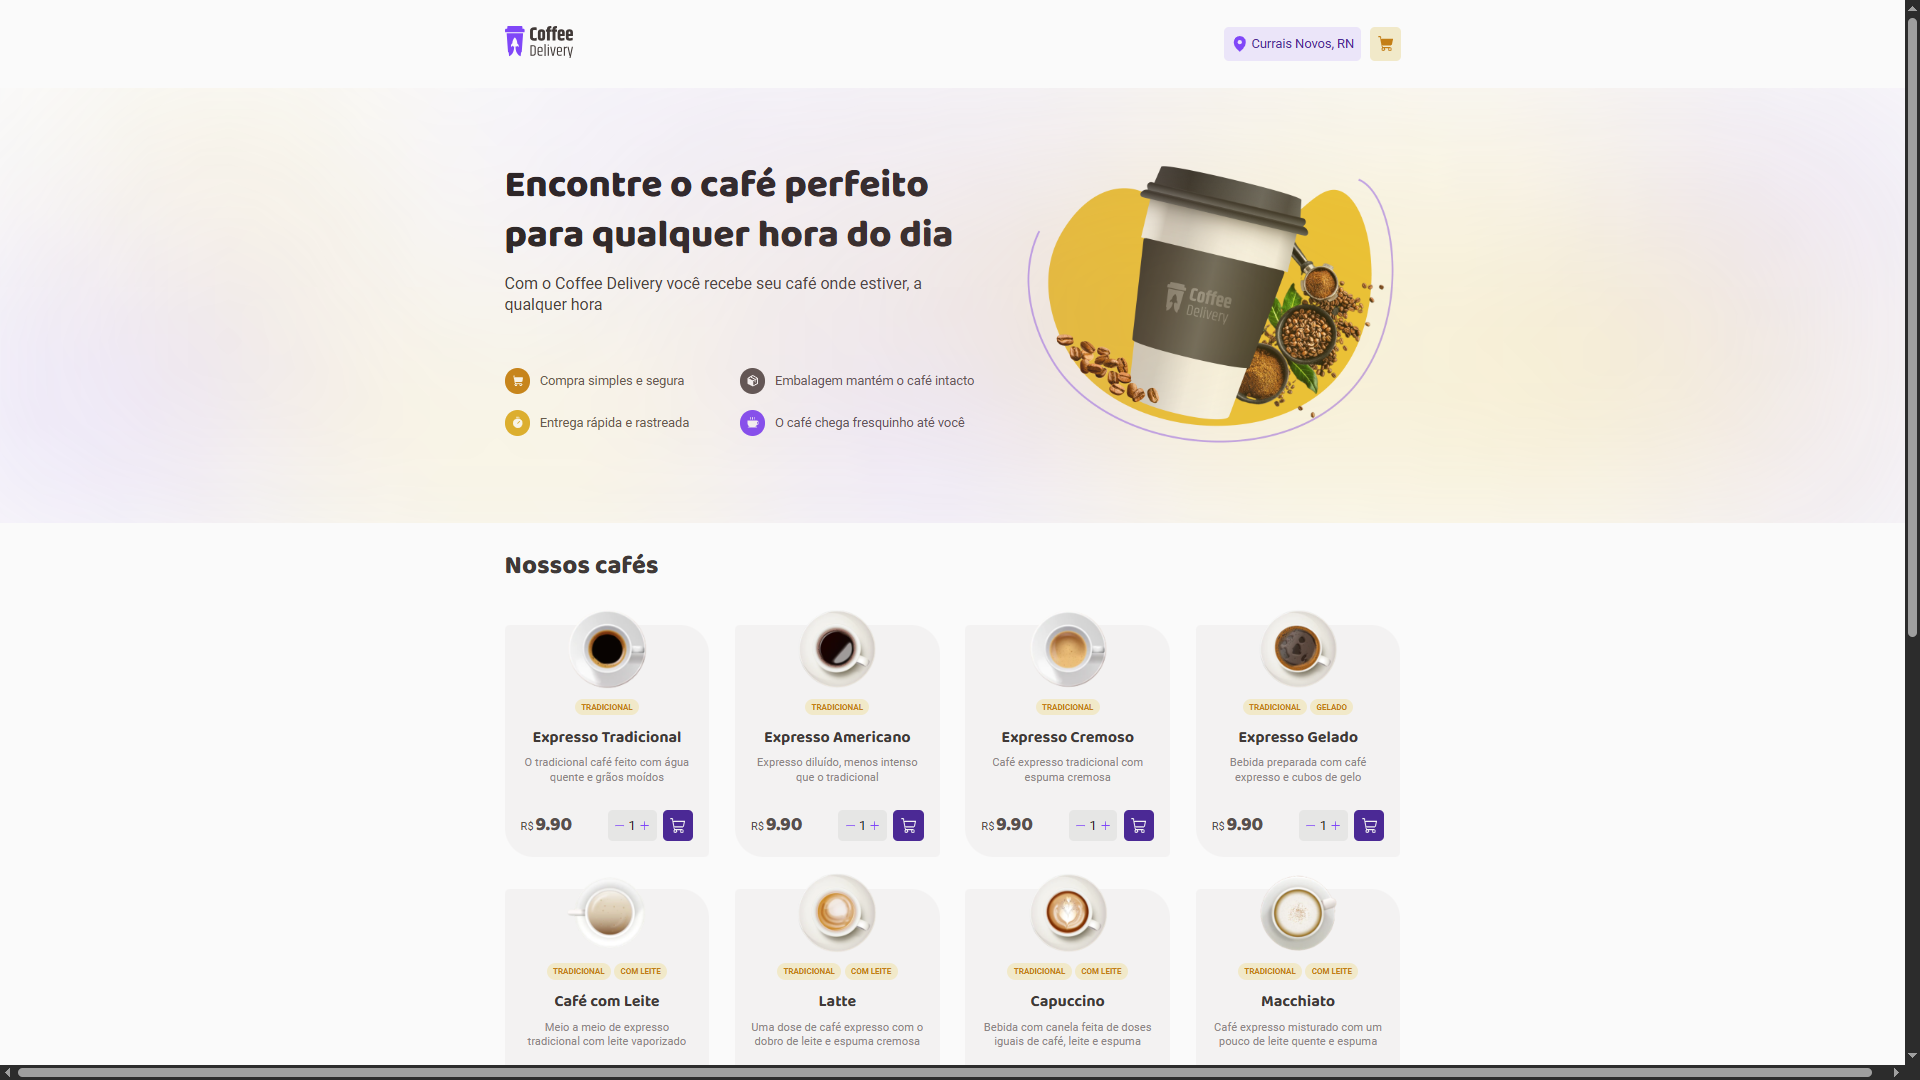 Coffee
Delivery
Currais Novos, RN
Encontre o café perfeito
para qualquer hora do dia
Com o Coffee Delivery você recebe seu café onde estiver, a
qualquer hora
Coffee
Delivery
Compra simples e segura
Embalagem mantém o café intacto
Entrega rápida e rastreada
O café chega fresquinho até você
Nossos cafés
TRADICIONAL
Expresso Tradicional
O tradicional café feito com água
quente e grãos moídos
R$ 9.90
1
TRADICIONAL
Expresso Americano
Expresso diluído, menos intenso
que o tradicional
R$ 9.90
1
TRADICIONAL
Expresso Cremoso
Café expresso tradicional com
espuma cremosa
R$ 9.90
1
TRADICIONAL GELADO
Expresso Gelado
Bebida preparada com café
expresso e cubos de gelo
R$ 9.90
1
TRADICIONAL COM LEITE
Café com Leite
Meio a meio de expresso
tradicional com leite vaporizado
TRADICIONAL COM LEITE
Latte
Uma dose de café expresso com o
dobro de leite e espuma cremosa
TRADICIONAL COM LEITE
Capuccino
Bebida com canela feita de doses
iguais de café, leite e espuma
TRADICIONAL COM LEITE
Macchiato
Café expresso misturado com um
pouco de leite quente e espuma